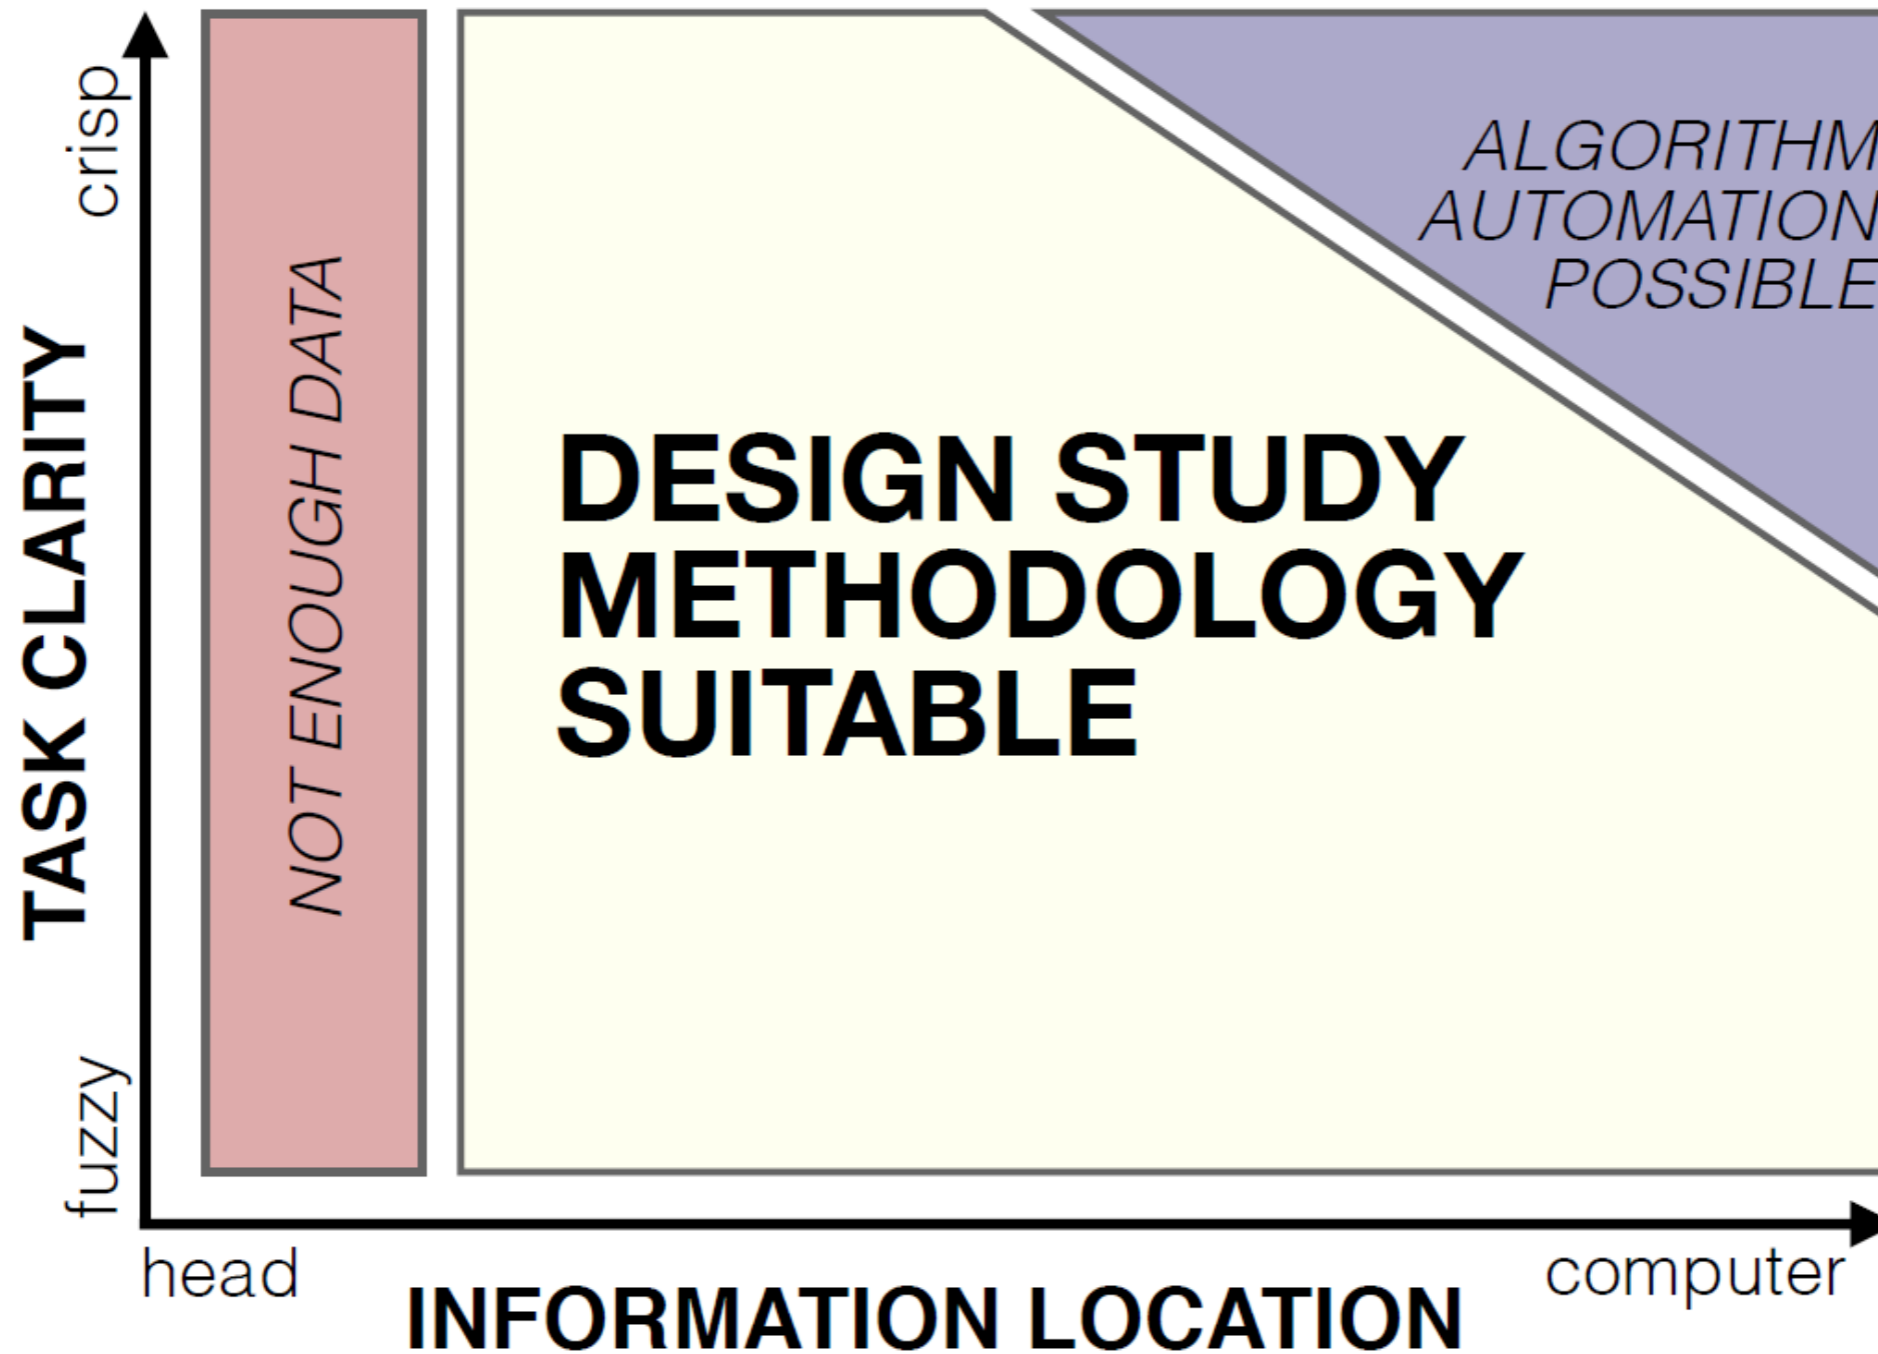 TASK CLARITY
crisp
fuzzy
NOT ENOUGH DATA
DESIGN STUDY
METHODOLOGY
SUITABLE
ALGORITHM
AUTOMATION
POSSIBLE
head
computer
INFORMATION LOCATION